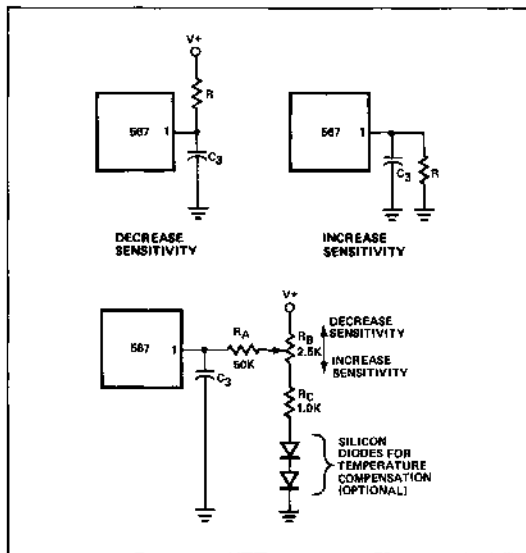 V+
R
567 1
C3
DECREASE
SENSITIVITY
567 1
C3 R
INCREASE
SENSITIVITY
V+
567 1
RA
50K
RB
2.5K
DECREASE
SENSITIVITY
INCREASE
SENSITIVITY
C3
RC
1.0K
SILICON
DIODES FOR
TEMPERATURE
COMPENSATION
(OPTIONAL)